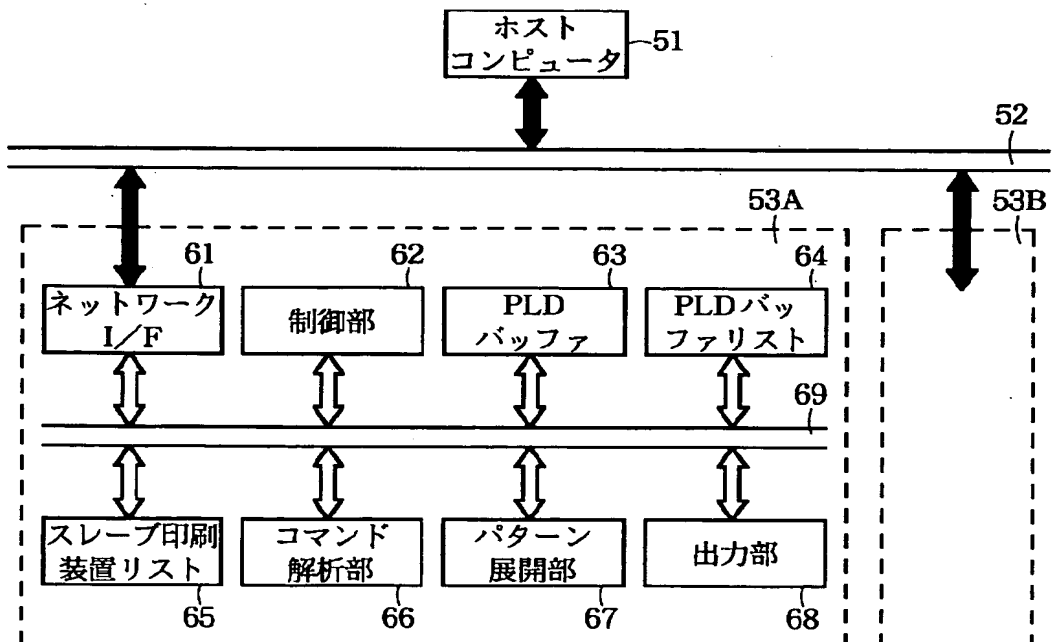 ホスト
コンピュータ
51
52
53A
53B
61
62
63
64
ネットワーク
I／F
制御部
PLD
バッファ
PLDバッ
ファリスト
69
スレーブ印刷
装置リスト
コマンド
解析部
パターン
展開部
出力部
65
66
67
68